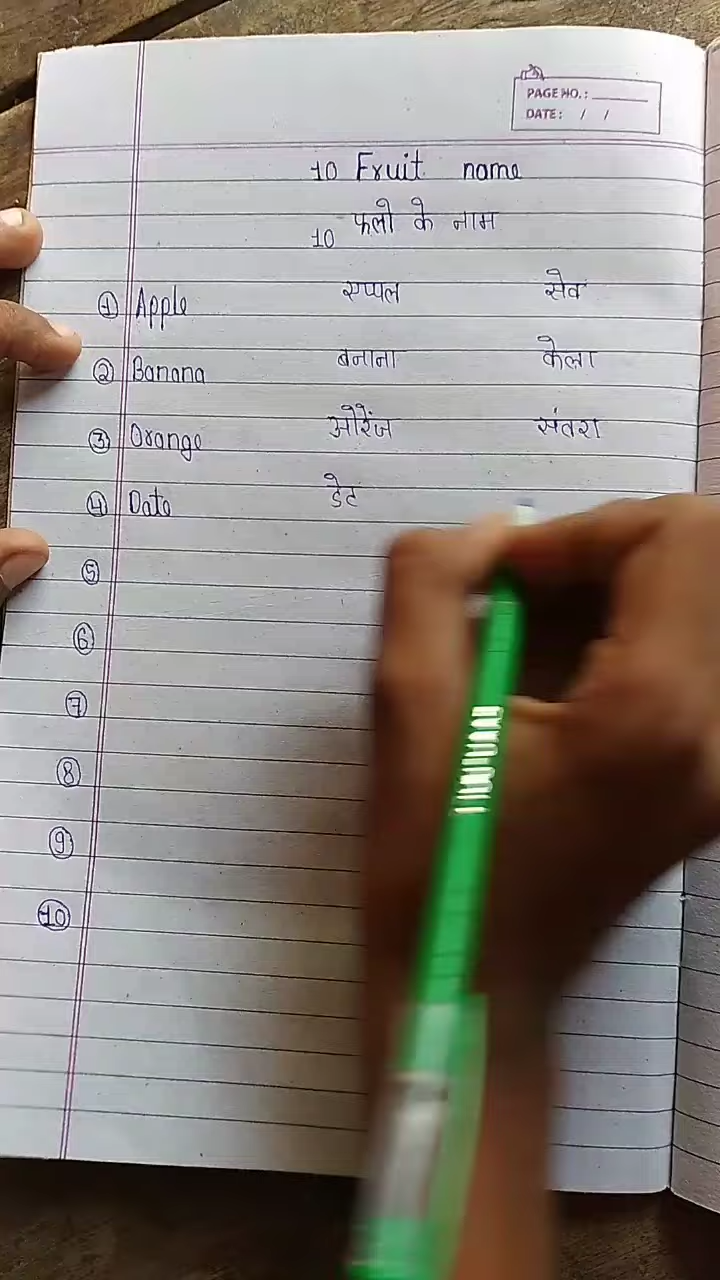 PAGE NO.:
DATE: / /
10 Fruit name
10 फलो के नाम
① Apple एप्पल सेव
② Banana बनाना केला
③ Orange ओरेंज संतरा
④ Date डेट
⑤
⑥
⑦
⑧
⑨
⑩